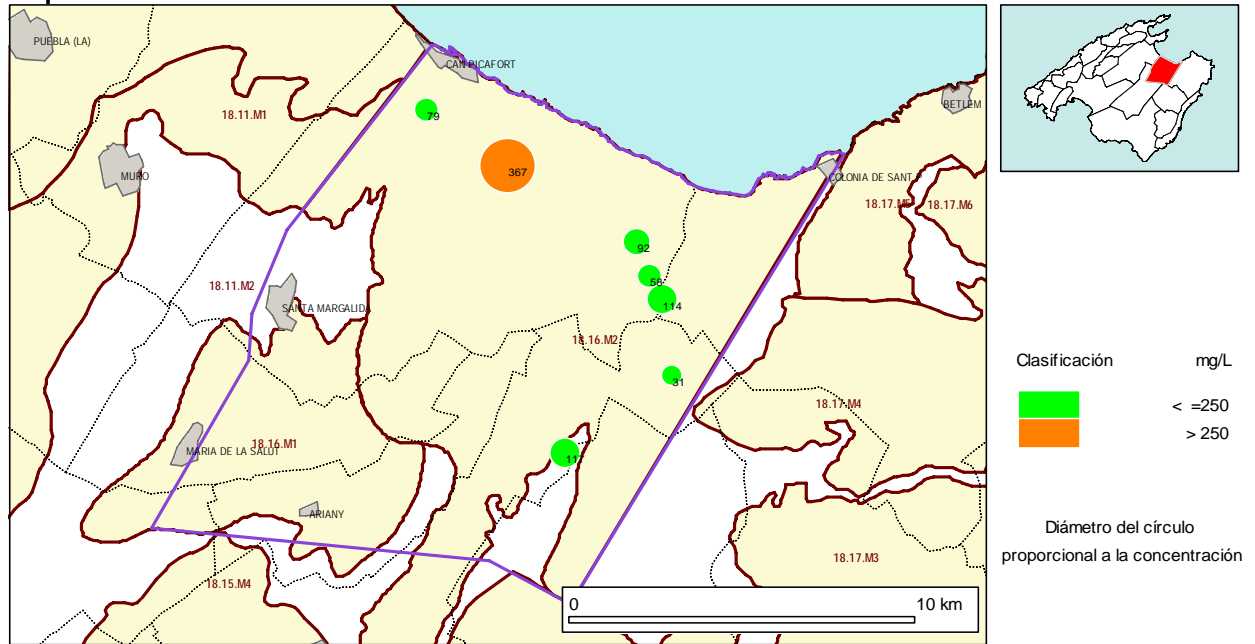 PUEBLA (LA)
CAN PICAFORT
BETLEM
18.11.M1
79
MURO
367
COLONIA DE SANT P
18.17.M5
18.17.M6
92
58
18.11.M2
SANTA MARGALIDA
114
18.16.M2
31
18.17.M4
MARIA DE LA SALUT
18.16.M1
117
ARIANY
18.15.M4
18.17.M3
0 10 km
Clasificación mg/L
< =250
> 250
Diámetro del círculo
proporcional a la concentración